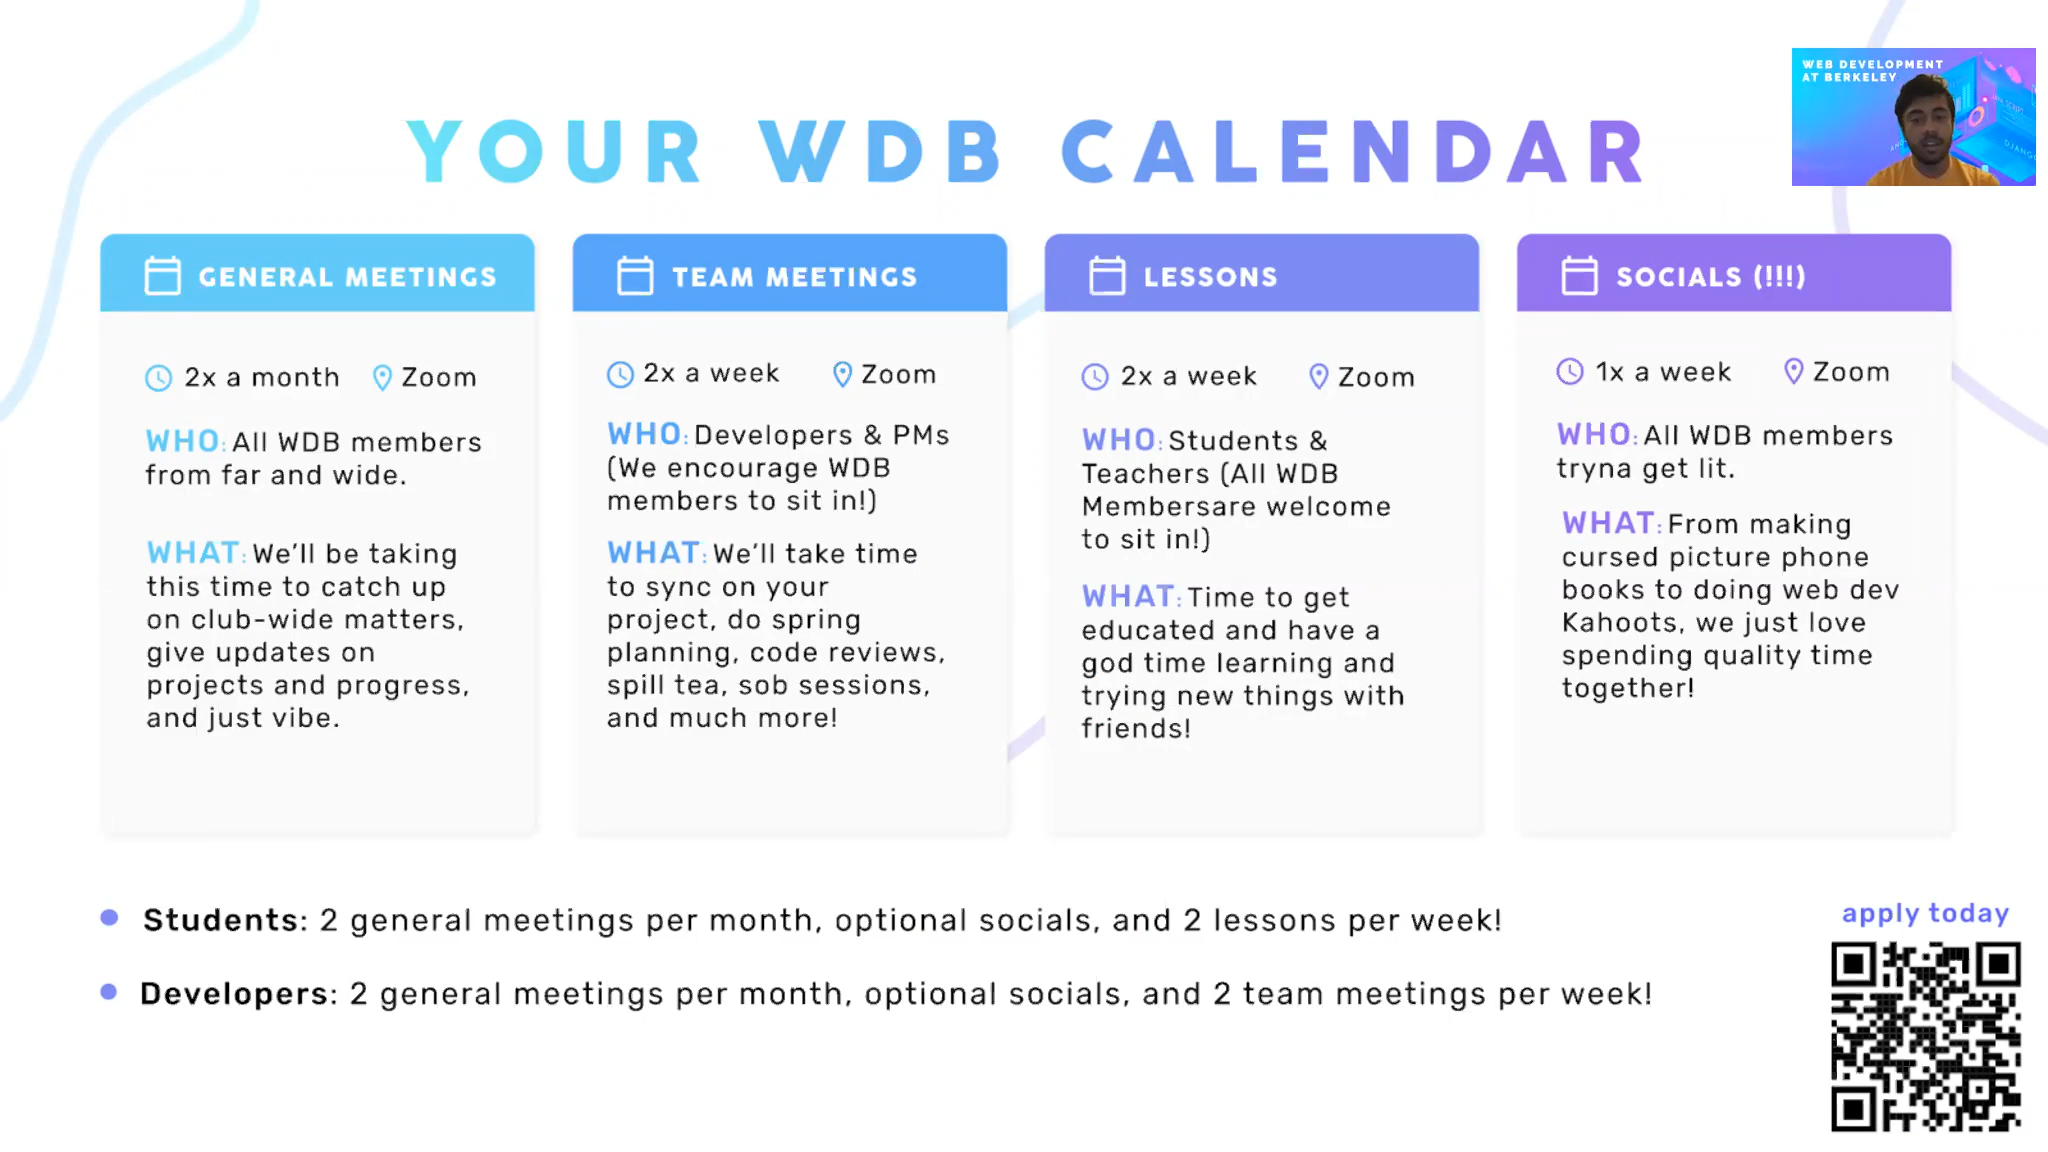 WEB DEVELOPMENT
AT BERKELEY
YOUR WDB CALENDAR
GENERAL MEETINGS
2x a month Zoom
WHO: All WDB members
from far and wide.
WHAT: We'll be taking
this time to catch up
on club-wide matters,
give updates on
projects and progress,
and just vibe.
TEAM MEETINGS
2x a week Zoom
WHO: Developers & PMs
(We encourage WDB
members to sit in!)
WHAT: We'll take time
to sync on your
project, do spring
planning, code reviews,
spill tea, sob sessions,
and much more!
LESSONS
2x a week Zoom
WHO: Students &
Teachers (All WDB
Membersare welcome
to sit in!)
WHAT: Time to get
educated and have a
god time learning and
trying new things with
friends!
SOCIALS (!!!)
1x a week Zoom
WHO: All WDB members
tryna get lit.
WHAT: From making
cursed picture phone
books to doing web dev
Kahoots, we just love
spending quality time
together!
Students: 2 general meetings per month, optional socials, and 2 lessons per week!
Developers: 2 general meetings per month, optional socials, and 2 team meetings per week!
apply today